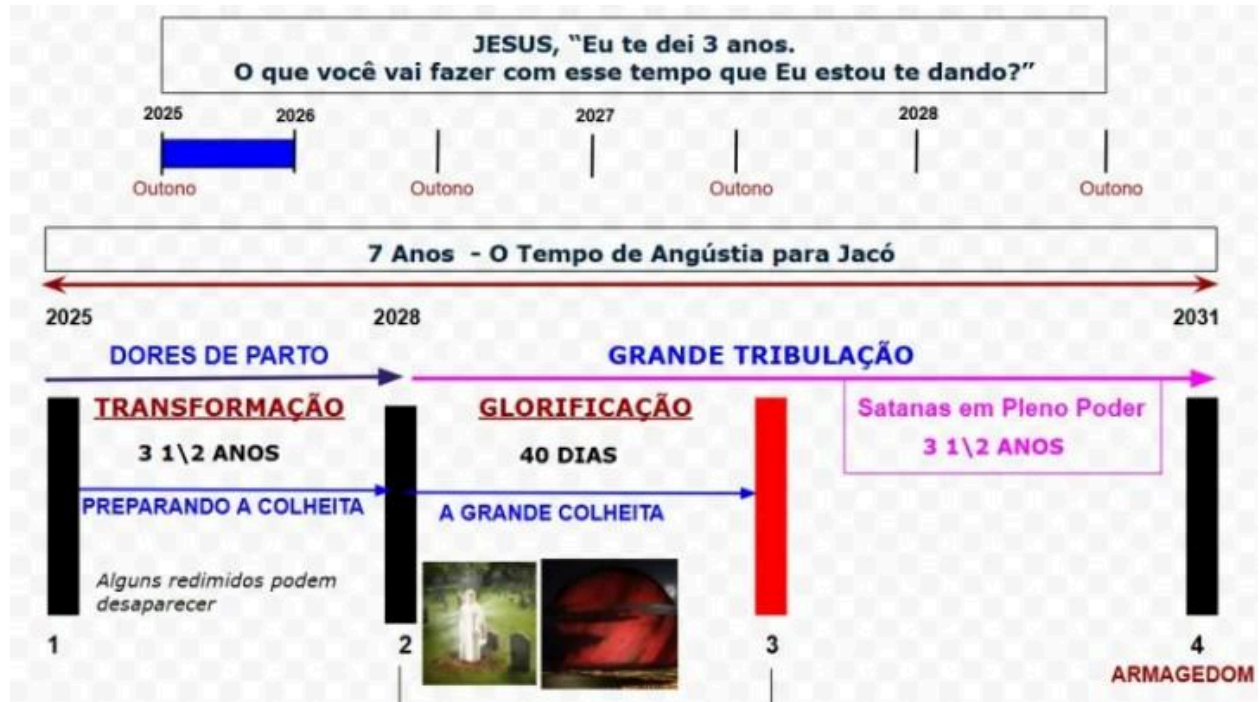 JESUS, “Eu te dei 3 anos.
O que você vai fazer com esse tempo que Eu estou te dando?”
2025
2026
2027
2028
Outono
Outono
Outono
Outono
7 Anos - O Tempo de Angústia para Jacó
2025
2028
2031
DORES DE PARTO
GRANDE TRIBULAÇÃO
TRANSFORMAÇÃO
GLORIFICAÇÃO
Satanas em Pleno Poder
3 1\2 ANOS
40 DIAS
3 1\2 ANOS
PREPARANDO A COLHEITA
A GRANDE COLHEITA
Alguns redimidos podem
desaparecer
1
2
3
4
ARMAGEDOM